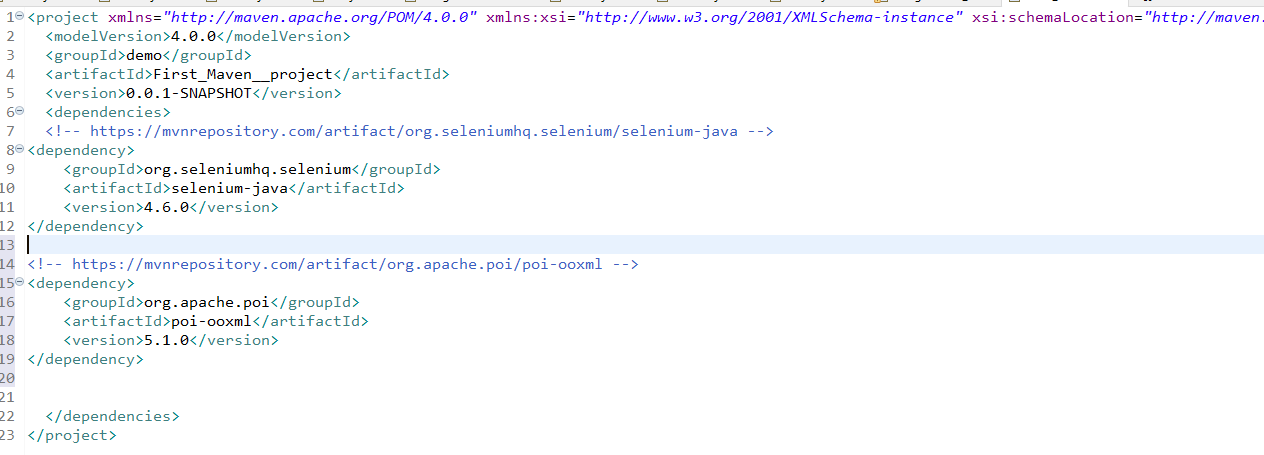 1 <project xmlns="http://maven.apache.org/POM/4.0.0" xmlns:xsi="http://www.w3.org/2001/XMLSchema-instance" xsi:schemaLocation="http://maven.
2 <modelVersion>4.0.0</modelVersion>
3 <groupId>demo</groupId>
4 <artifactId>First_Maven__project</artifactId>
5 <version>0.0.1-SNAPSHOT</version>
6 <dependencies>
7 <!-- https://mvnrepository.com/artifact/org.seleniumhq.selenium/selenium-java -->
8 <dependency>
9 <groupId>org.seleniumhq.selenium</groupId>
10 <artifactId>selenium-java</artifactId>
11 <version>4.6.0</version>
12 </dependency>
13
14 <!-- https://mvnrepository.com/artifact/org.apache.poi/poi-ooxml -->
15 <dependency>
16 <groupId>org.apache.poi</groupId>
17 <artifactId>poi-ooxml</artifactId>
18 <version>5.1.0</version>
19 </dependency>
20
21
22 </dependencies>
23 </project>